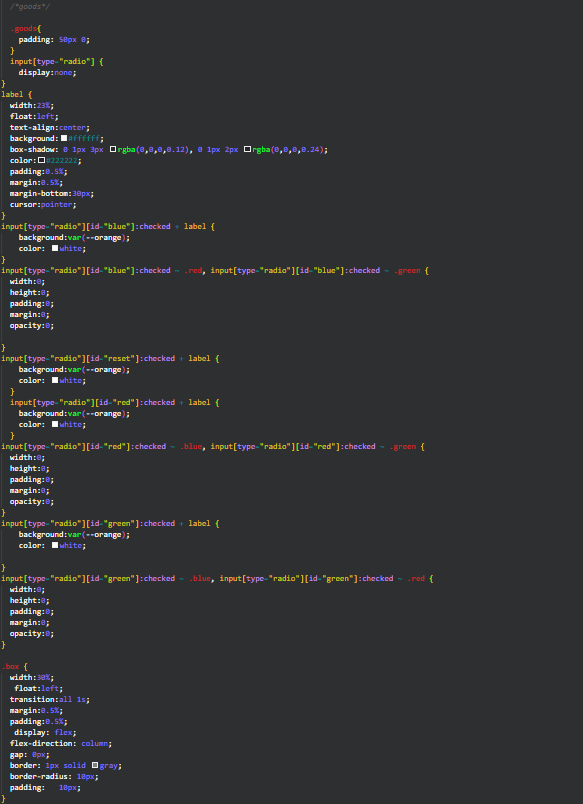 /*goods*/
.goods{
padding: 50px 0;
}
input[type="radio"] {
display:none;
}
label {
width:23%;
float:left;
text-align:center;
background:#ffffff;
box-shadow: 0 1px 3px rgba(0,0,0,0.12), 0 1px 2px rgba(0,0,0,0.24);
color:#222222;
padding:0.5%;
margin:0.5%;
margin-bottom:30px;
cursor:pointer;
}
input[type="radio"][id="blue"]:checked + label {
background:var(--orange);
color: white;
}
input[type="radio"][id="blue"]:checked ~ .red, input[type="radio"][id="blue"]:checked ~ .green {
width:0;
height:0;
padding:0;
margin:0;
opacity:0;
}
input[type="radio"][id="reset"]:checked + label {
background:var(--orange);
color: white;
}
input[type="radio"][id="red"]:checked + label {
background:var(--orange);
color: white;
}
input[type="radio"][id="red"]:checked ~ .blue, input[type="radio"][id="red"]:checked ~ .green {
width:0;
height:0;
padding:0;
margin:0;
opacity:0;
}
input[type="radio"][id="green"]:checked + label {
background:var(--orange);
color: white;
}
input[type="radio"][id="green"]:checked ~ .blue, input[type="radio"][id="green"]:checked ~ .red {
width:0;
height:0;
padding:0;
margin:0;
opacity:0;
}
.box {
width:30%;
float:left;
transition:all 1s;
margin:0.5%;
padding:0.5%;
display: flex;
flex-direction: column;
gap: 0px;
border: 1px solid gray;
border-radius: 10px;
padding: 10px;
}